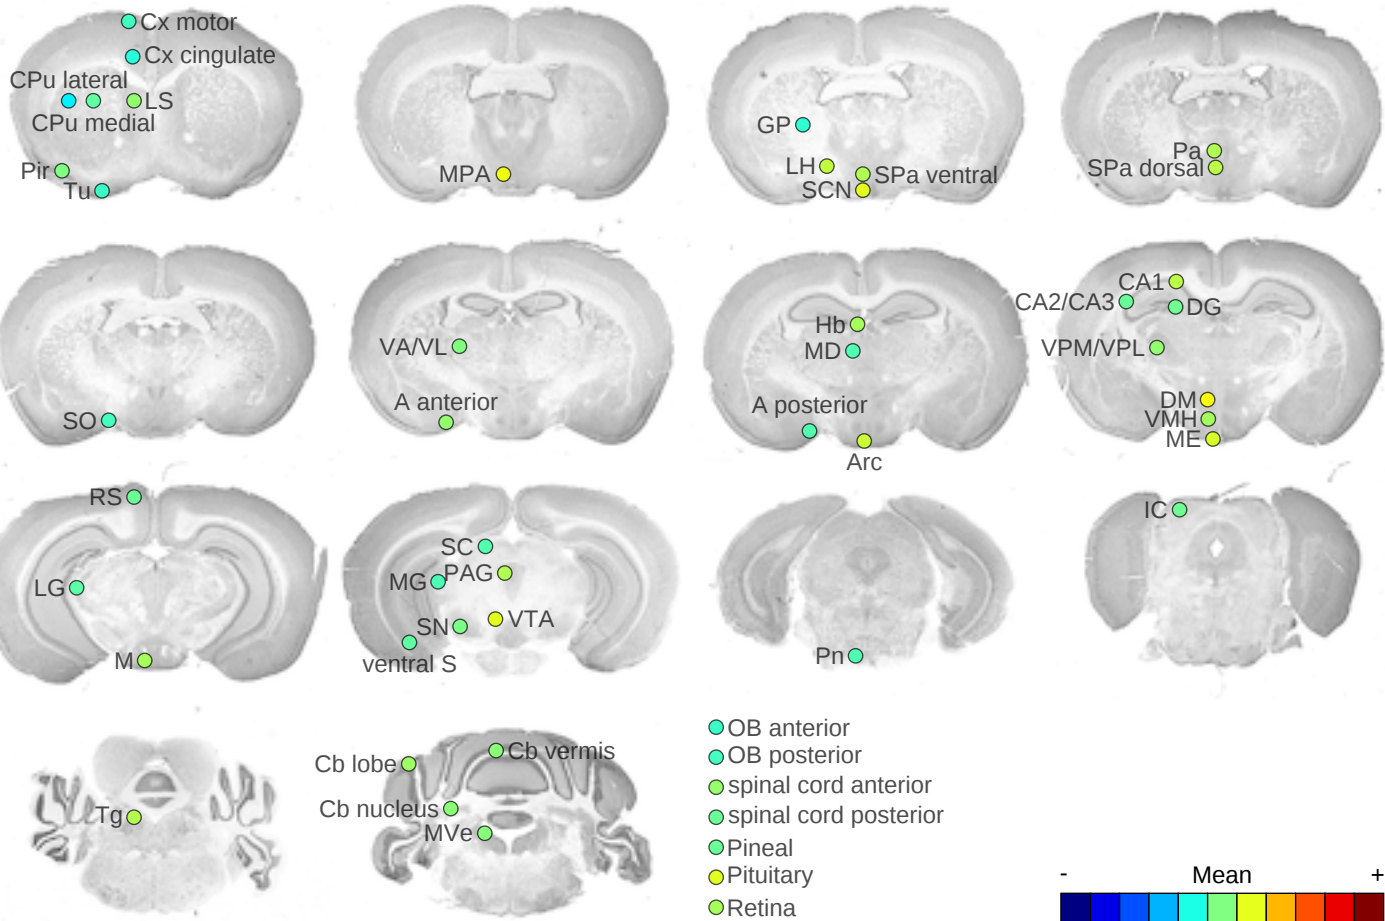 Cx motor
Cx cingulate
CPu lateral
LS
CPu medial
Pir
Tu
MPA
GP
LH
SPa ventral
SCN
Pa
SPa dorsal
SO
VA/VL
A anterior
Hb
MD
A posterior
Arc
CA1
CA2/CA3
DG
VPM/VPL
DM
VMH
ME
RS
LG
M
SC
MG
PAG
SN
VTA
ventral S
Pn
IC
Tg
Cb lobe
Cb vermis
Cb nucleus
MVe
OB anterior
OB posterior
spinal cord anterior
spinal cord posterior
Pineal
Pituitary
Retina
- Mean +